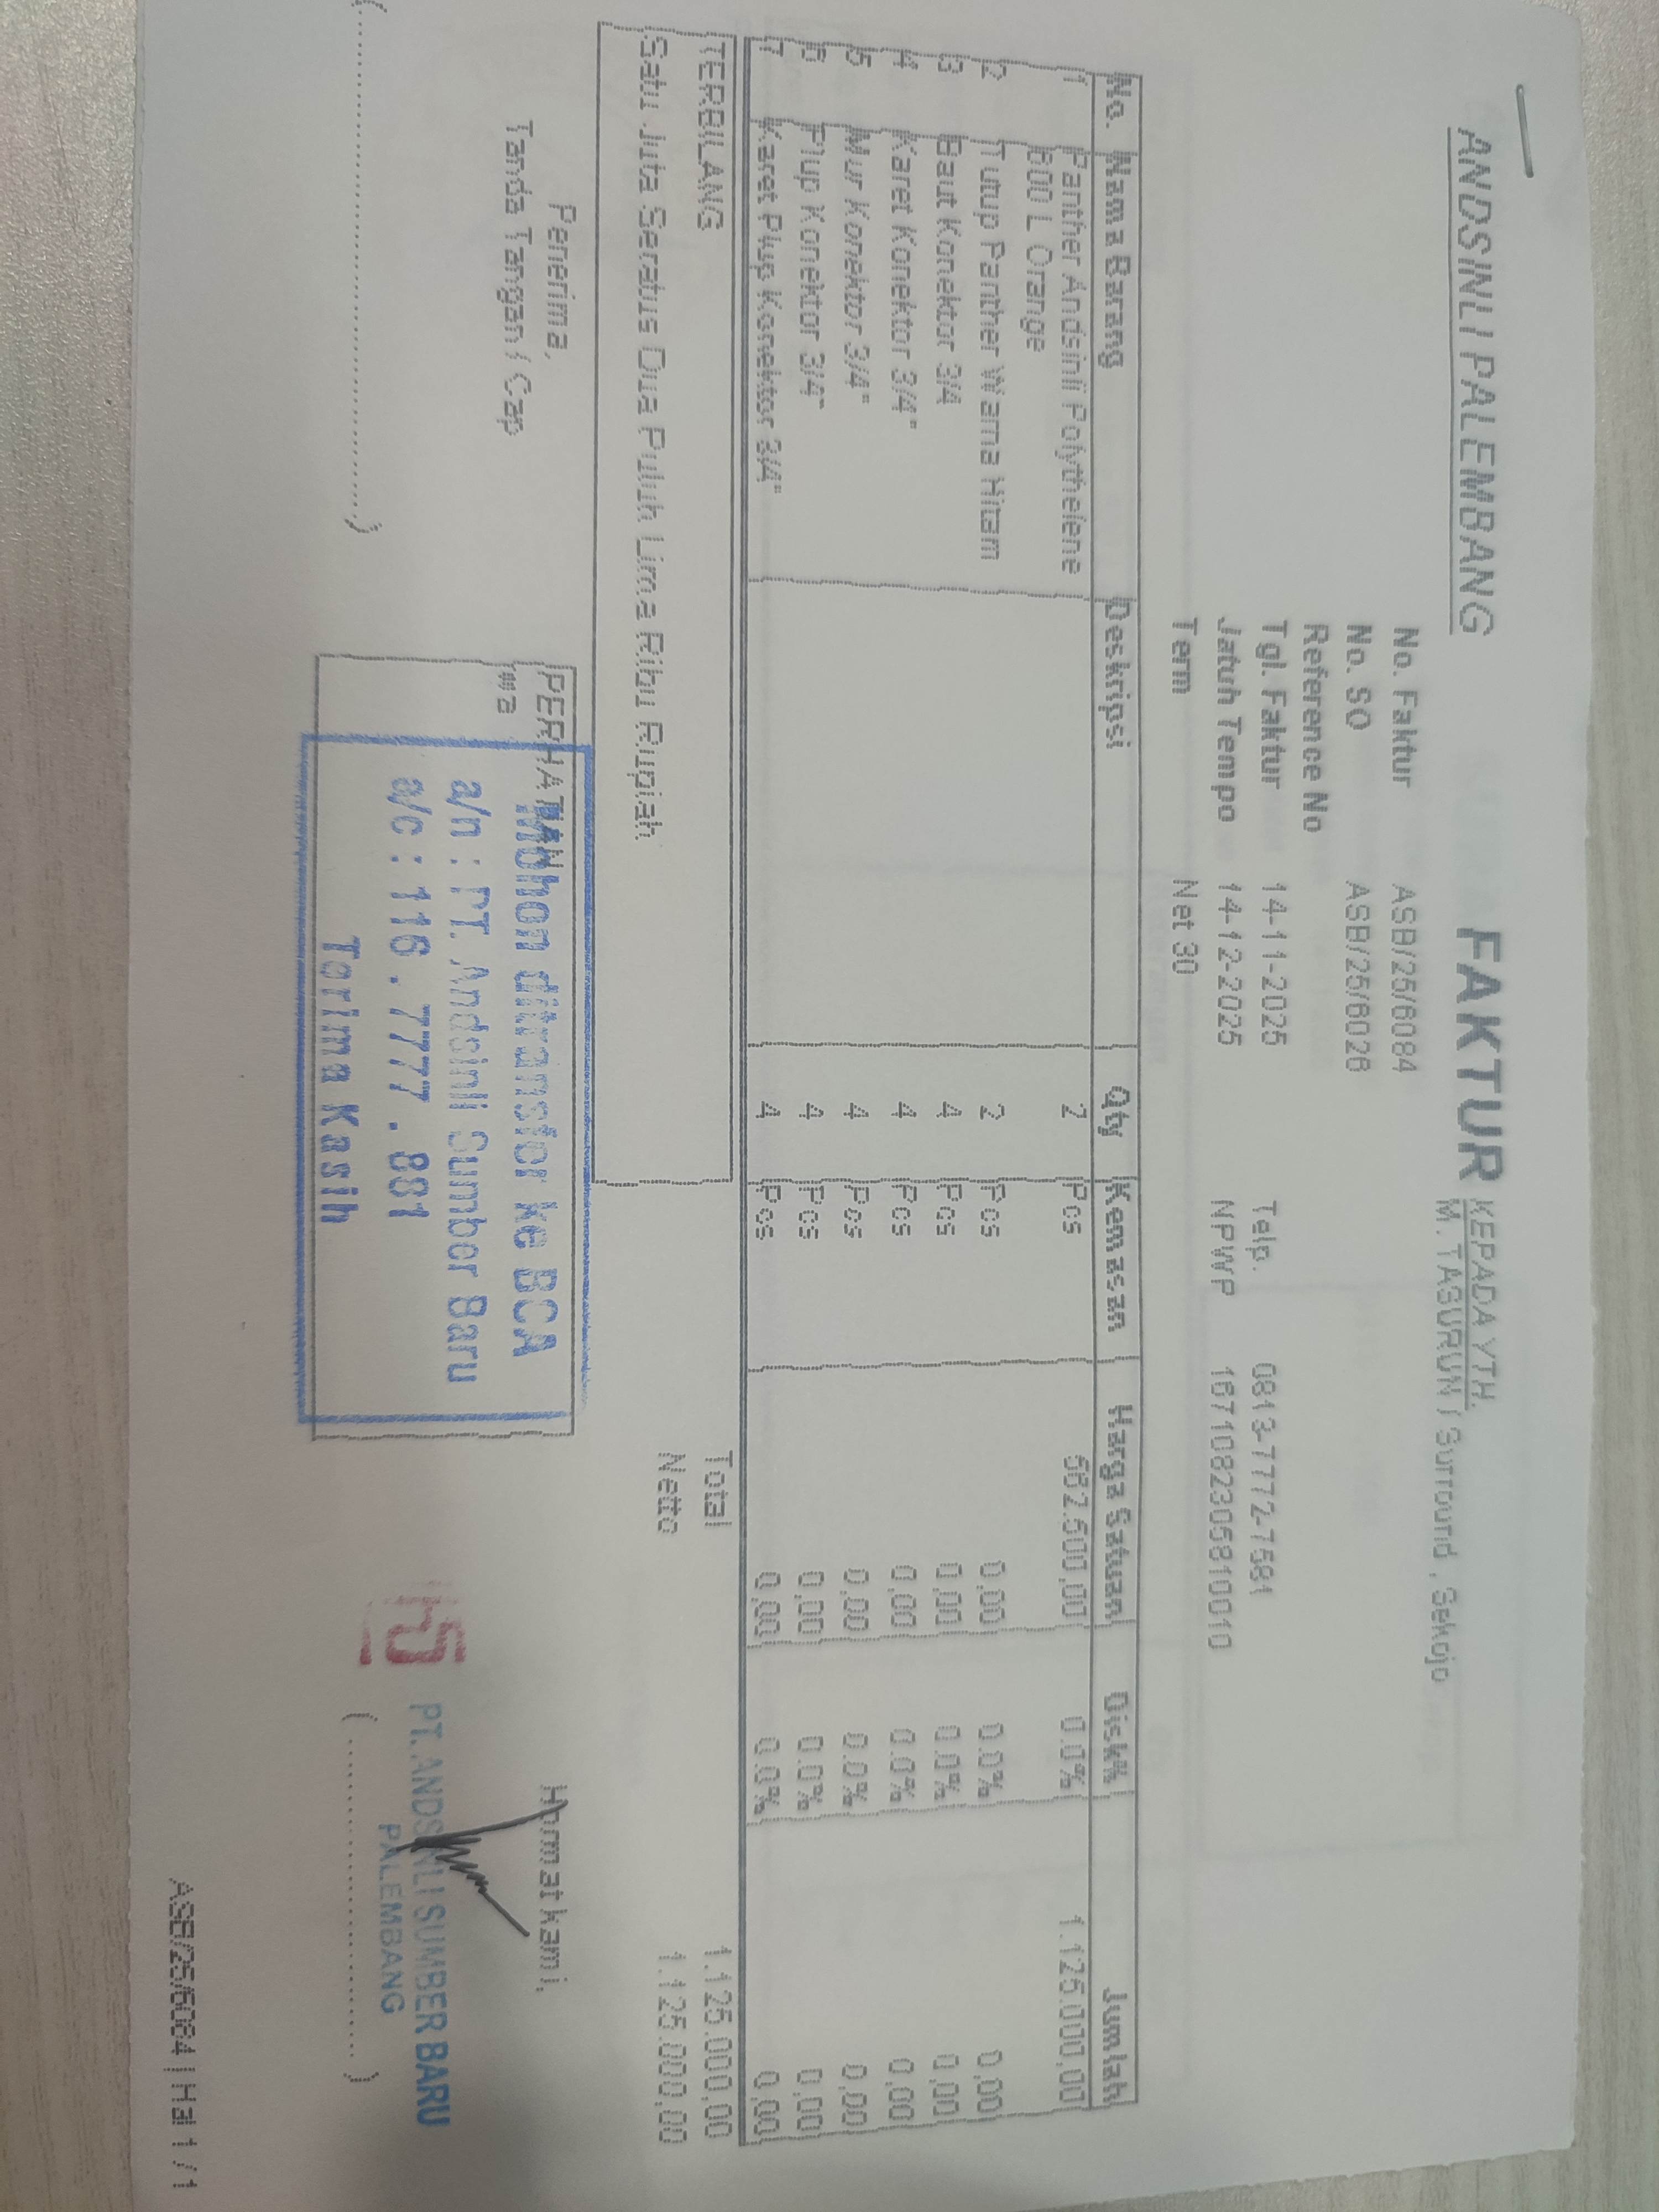 ANDSINLI PALEMBANG
FAKTUR
KEPADA YTH.
M. TASURUN / Surround , Sekojo
No. Faktur ASB/25/6084
No. SO ASB/25/6026
Reference No
Tgl. Faktur 14-11-2025
Jatuh Tempo 14-12-2025
Term Net 30
Telp. 0813-7772-7581
NPWP 1671082305810010
No. Nama Barang Deskripsi Qty Kemasan Harga Satuan Disk% Jumlah
1 Panther Andsinli Polythelene 2 Pcs 562.500,00 0.0% 1.125.000,00
600 L Orange
2 Tutup Panther Warna Hitam 2 Pcs 0,00 0.0% 0,00
3 Baut Konektor 3/4 4 Pcs 0,00 0.0% 0,00
4 Karet Konektor 3/4" 4 Pcs 0,00 0.0% 0,00
5 Mur Konektor 3/4" 4 Pcs 0,00 0.0% 0,00
6 Plup Konektor 3/4" 4 Pcs 0,00 0.0% 0,00
7 Karet Plup Konektor 3/4" 4 Pcs 0,00 0.0% 0,00
TERBILANG
Satu Juta Seratus Dua Puluh Lima Ribu Rupiah
Total 1.125.000,00
Netto 1.125.000,00
Penerima,
Tanda Tangan / Cap
(..............................)
PERHATIAN
Mohon ditransfer ke BCA
a/n : PT. Andsinli Sumber Baru
a/c : 116 . 7777 . 881
Terima Kasih
Hormat kami,
PT. ANDSINLI SUMBER BARU
PALEMBANG
(..............................)
ASB/25/6084 | Hal 1 / 1